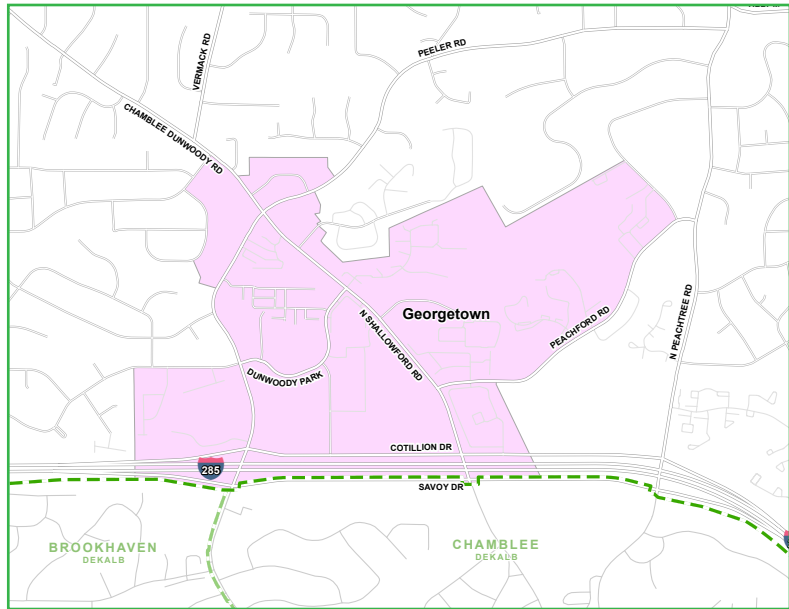 VERMACK RD
PEELER RD
CHAMBLEE DUNWOODY RD
Georgetown
N SHALLOWFORD RD
PEACHFORD RD
N PEACHTREE RD
DUNWOODY PARK
COTILLION DR
285
SAVOY DR
BROOKHAVEN
DEKALB
CHAMBLEE
DEKALB